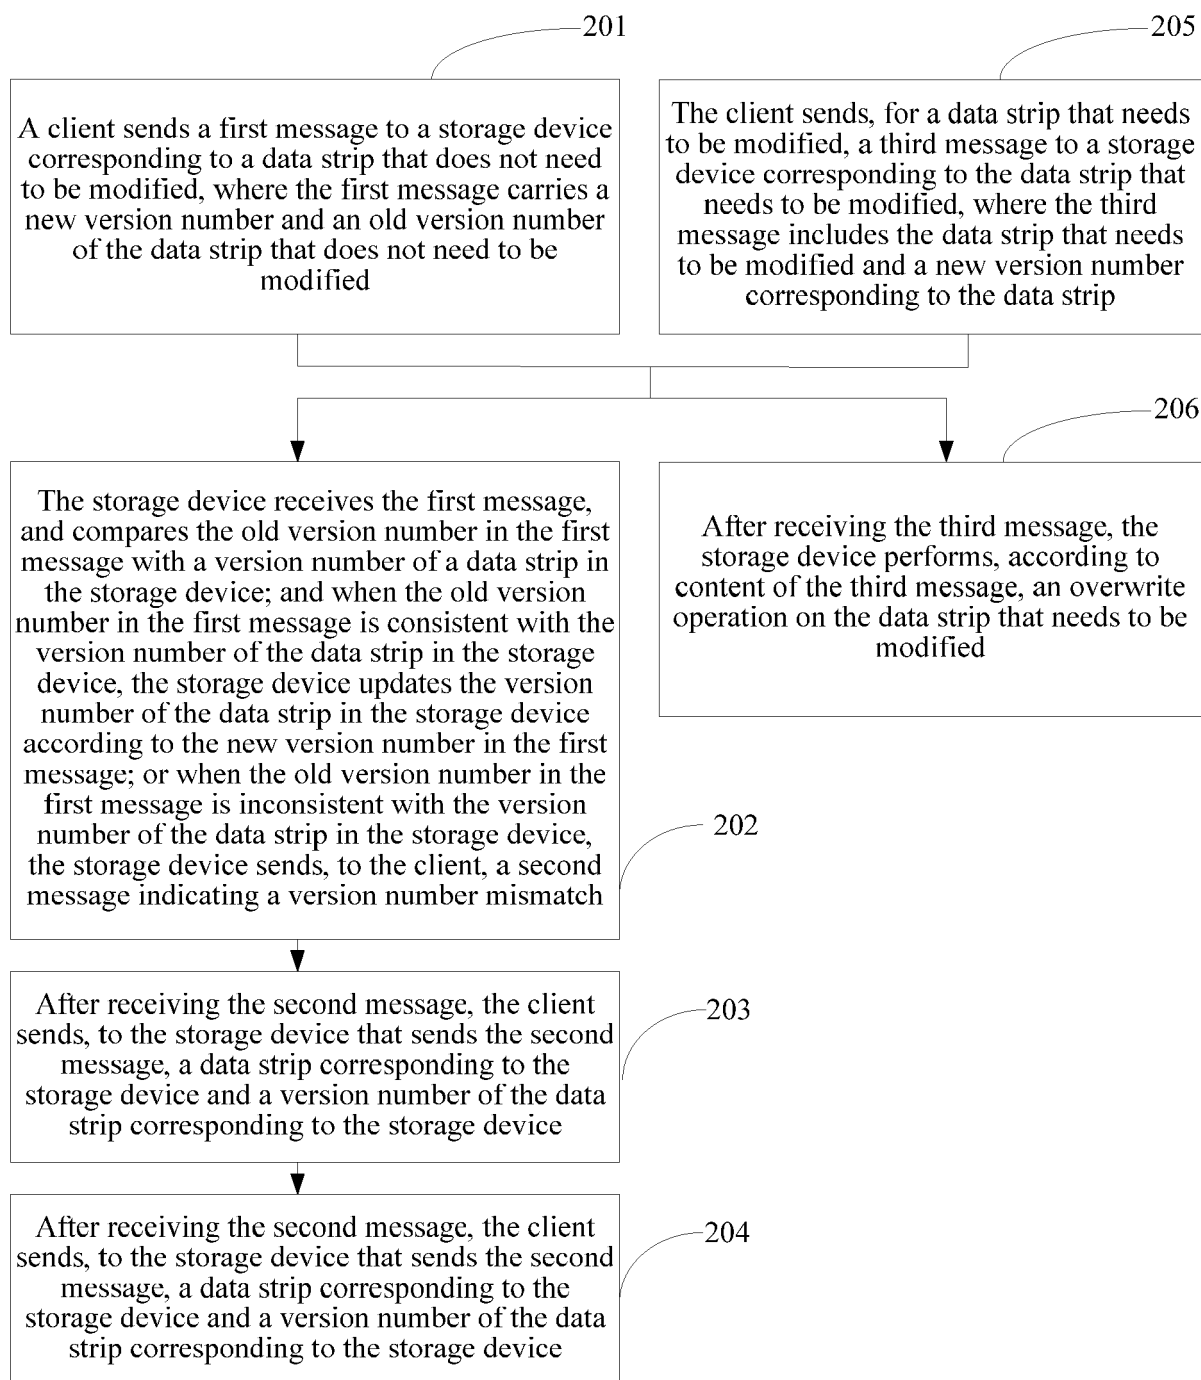 201
A client sends a first message to a storage device
corresponding to a data strip that does not need
to be modified, where the first message carries a
new version number and an old version number
of the data strip that does not need to be
modified
205
The client sends, for a data strip that needs
to be modified, a third message to a storage
device corresponding to the data strip that
needs to be modified, where the third
message includes the data strip that needs
to be modified and a new version number
corresponding to the data strip
The storage device receives the first message,
and compares the old version number in the first
message with a version number of a data strip in
the storage device; and when the old version
number in the first message is consistent with the
version number of the data strip in the storage
device, the storage device updates the version
number of the data strip in the storage device
according to the new version number in the first
message; or when the old version number in the
first message is inconsistent with the version
number of the data strip in the storage device,
the storage device sends, to the client, a second
message indicating a version number mismatch
202
206
After receiving the third message, the
storage device performs, according to
content of the third message, an overwrite
operation on the data strip that needs to be
modified
After receiving the second message, the client
sends, to the storage device that sends the second
message, a data strip corresponding to the
storage device and a version number of the data
strip corresponding to the storage device
203
After receiving the second message, the client
sends, to the storage device that sends the second
message, a data strip corresponding to the
storage device and a version number of the data
strip corresponding to the storage device
204